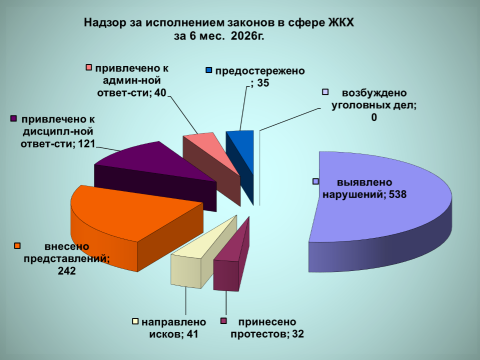 Надзор за исполнением законов в сфере ЖКХ
за 6 мес. 2026г.
привлечено к
админ-ной
ответ-сти; 40
предостережено
; 35
возбуждено
уголовных дел;
0
привлечено к
дисципл-ной
ответ-сти; 121
выявлено
нарушений; 538
внесено
представлений;
242
направлено
исков; 41
принесено
протестов; 32